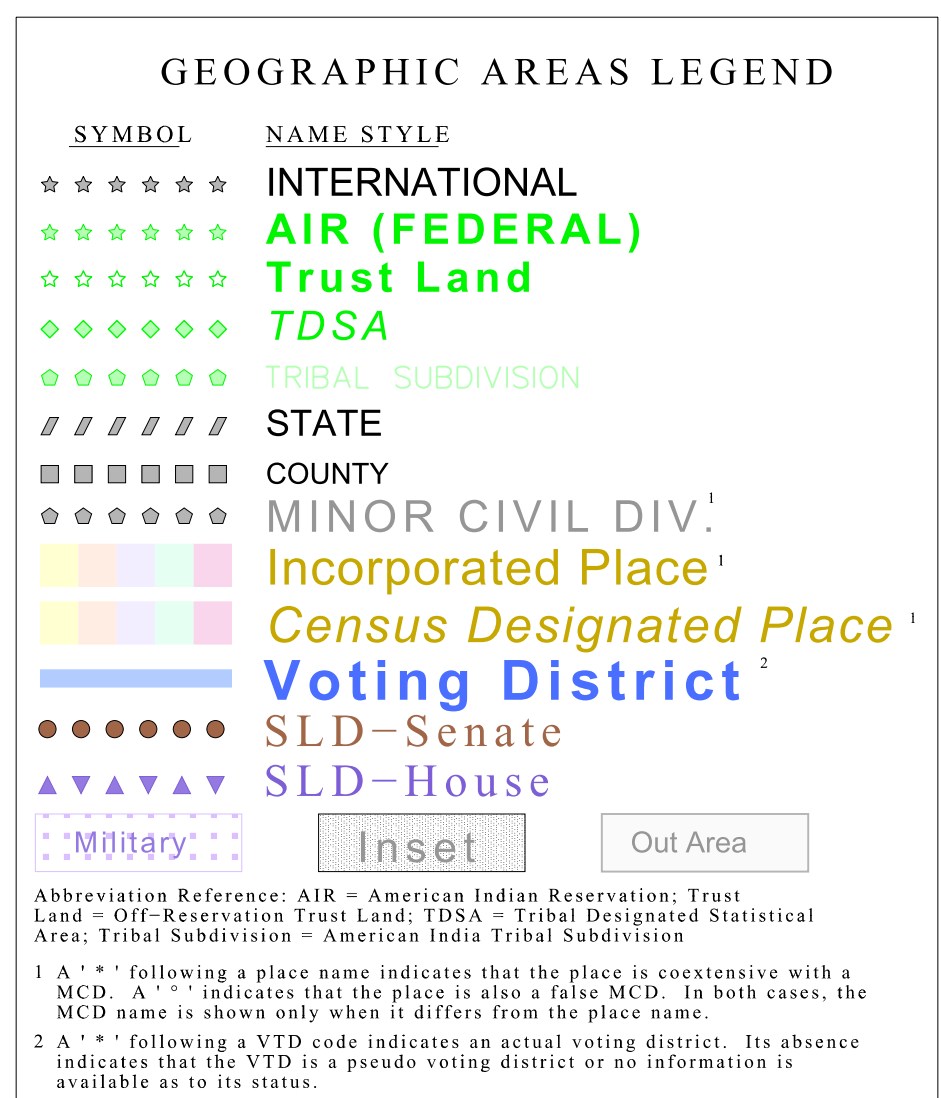 GEOGRAPHIC AREAS LEGEND
SYMBOL NAME STYLE
INTERNATIONAL
AIR (FEDERAL)
Trust Land
TDSA
TRIBAL SUBDIVISION
STATE
COUNTY
MINOR CIVIL DIV. 1
Incorporated Place 1
Census Designated Place 1
Voting District 2
SLD−Senate
SLD−House
Military Inset Out Area
Abbreviation Reference: AIR = American Indian Reservation; Trust
Land = Off−Reservation Trust Land; TDSA = Tribal Designated Statistical
Area; Tribal Subdivision = American India Tribal Subdivision
1 A ' * ' following a place name indicates that the place is coextensive with a
MCD. A ' ° ' indicates that the place is also a false MCD. In both cases, the
MCD name is shown only when it differs from the place name.
2 A ' * ' following a VTD code indicates an actual voting district. Its absence
indicates that the VTD is a pseudo voting district or no information is
available as to its status.